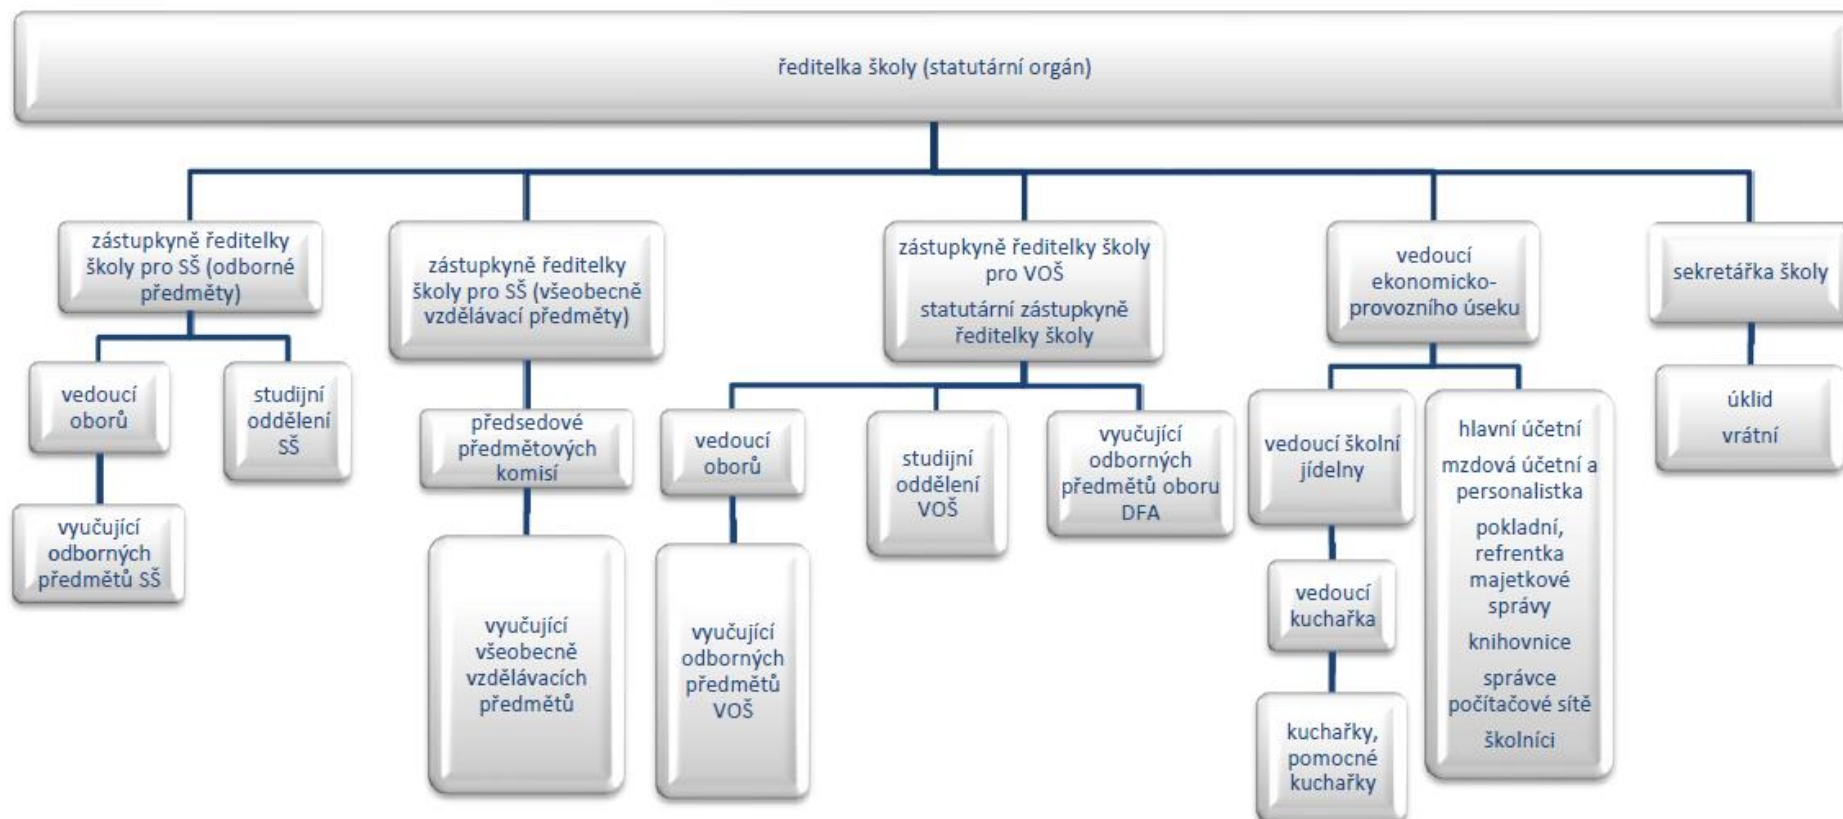 ředitelka školy (statutární orgán)
zástupkyně ředitelky
školy pro SŠ (odborné
předměty)
vedoucí
oborů
vyučující
odborných
předmětů SŠ
studijní
oddělení
SŠ
zástupkyně ředitelky
školy pro SŠ (všeobecně
vzdělávací předměty)
předsedové
předmětových
komisí
vyučující
všeobecně
vzdělávacích
předmětů
zástupkyně ředitelky školy
pro VOŠ
statutární zástupkyně
ředitelky školy
vedoucí
oborů
vyučující
odborných
předmětů
VOŠ
studijní
oddělení
VOŠ
vyučující
odborných
předmětů oboru
DFA
vedoucí
ekonomicko-
provozního úseku
vedoucí školní
jídelny
vedoucí
kuchařka
kuchařky,
pomocné
kuchařky
hlavní účetní
mzdová účetní a
personalistka
pokladní,
refrentka
majetkové
správy
knihovnice
správce
počítačové sítě
školníci
sekretářka školy
úklid
vrátní